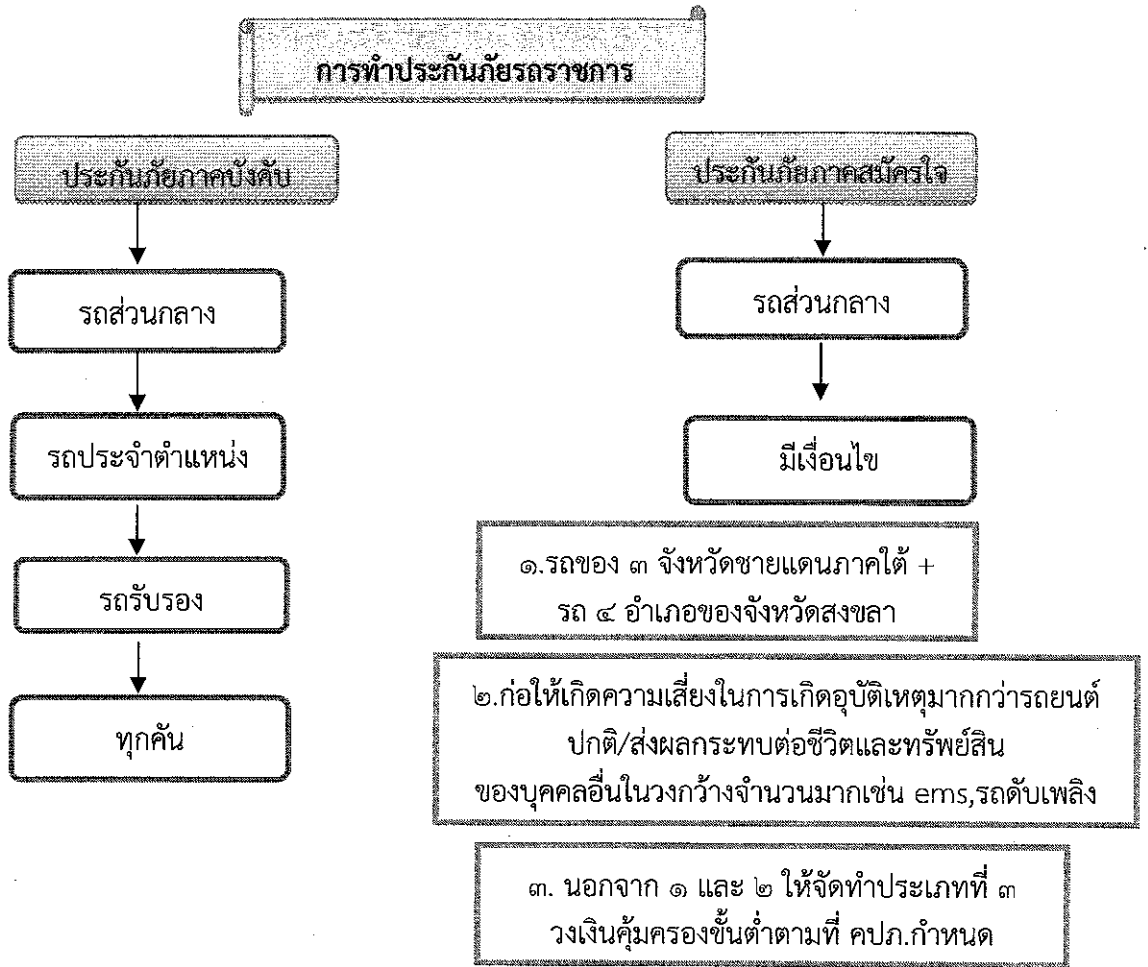 การทำประกันภัยรถราชการ
ประกันภัยภาคบังคับ
รถส่วนกลาง
รถประจำตำแหน่ง
รถรับรอง
ทุกคัน
ประกันภัยภาคสมัครใจ
รถส่วนกลาง
มีเงื่อนไข
๑.รถของ ๓ จังหวัดชายแดนภาคใต้ +
รถ ๔ อำเภอของจังหวัดสงขลา
๒.ก่อให้เกิดความเสี่ยงในการเกิดอุบัติเหตุมากกว่ารถยนต์
ปกติ/ส่งผลกระทบต่อชีวิตและทรัพย์สิน
ของบุคคลอื่นในวงกว้างจำนวนมากเช่น ems,รถดับเพลิง
๓. นอกจาก ๑ และ ๒ ให้จัดทำประเภทที่ ๓
วงเงินคุ้มครองขั้นต่ำตามที่ คปภ.กำหนด